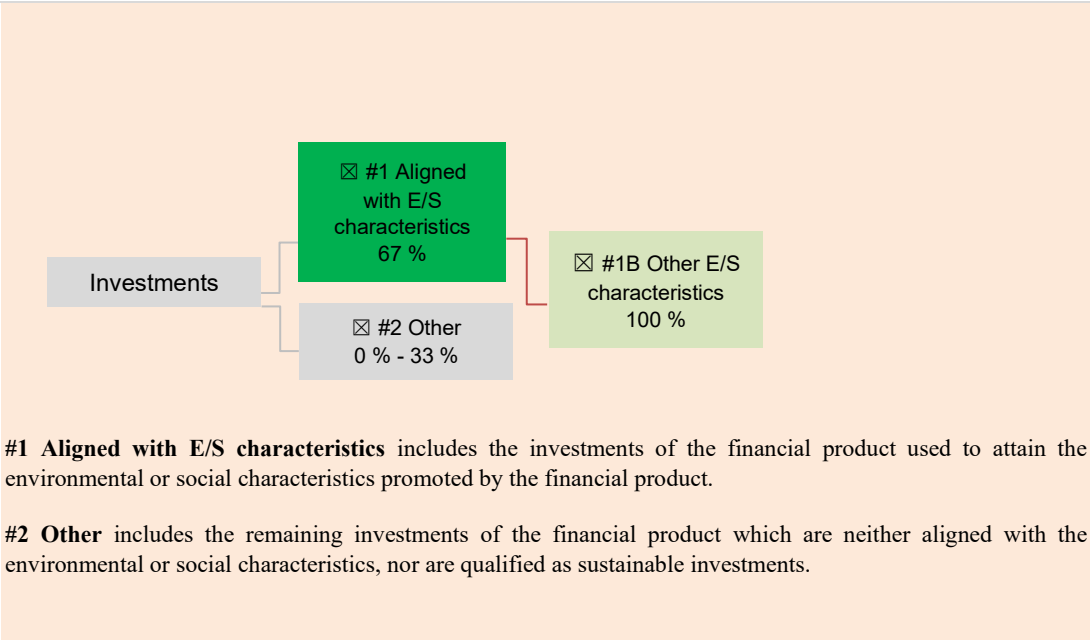 ☒ #1 Aligned
with E/S
characteristics
67 %
Investments
☒ #1B Other E/S
characteristics
100 %
☒ #2 Other
0 % - 33 %
#1 Aligned with E/S characteristics includes the investments of the financial product used to attain the
environmental or social characteristics promoted by the financial product.
#2 Other includes the remaining investments of the financial product which are neither aligned with the
environmental or social characteristics, nor are qualified as sustainable investments.